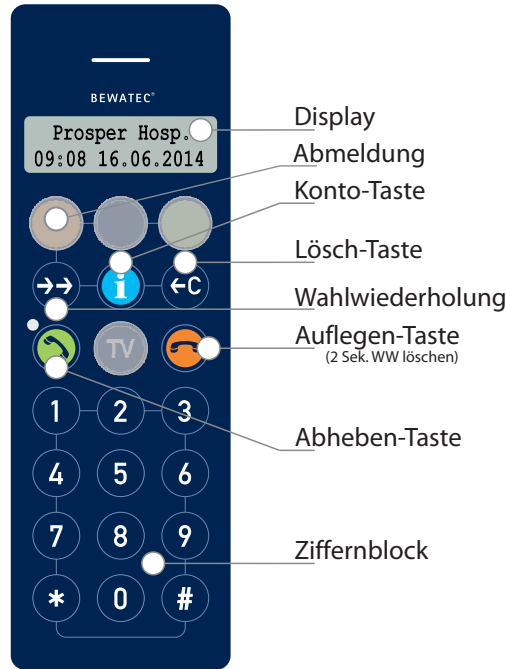 BEWATEC®
Prosper Hosp.
09:08 16.06.2014
Display
Abmeldung
Konto-Taste
Lösch-Taste
→→ i ←C
Wahlwiederholung
Auflegen-Taste
(2 Sek. WW löschen)
TV
1 2 3
Abheben-Taste
4 5 6
7 8 9
Ziffernblock
* 0 #